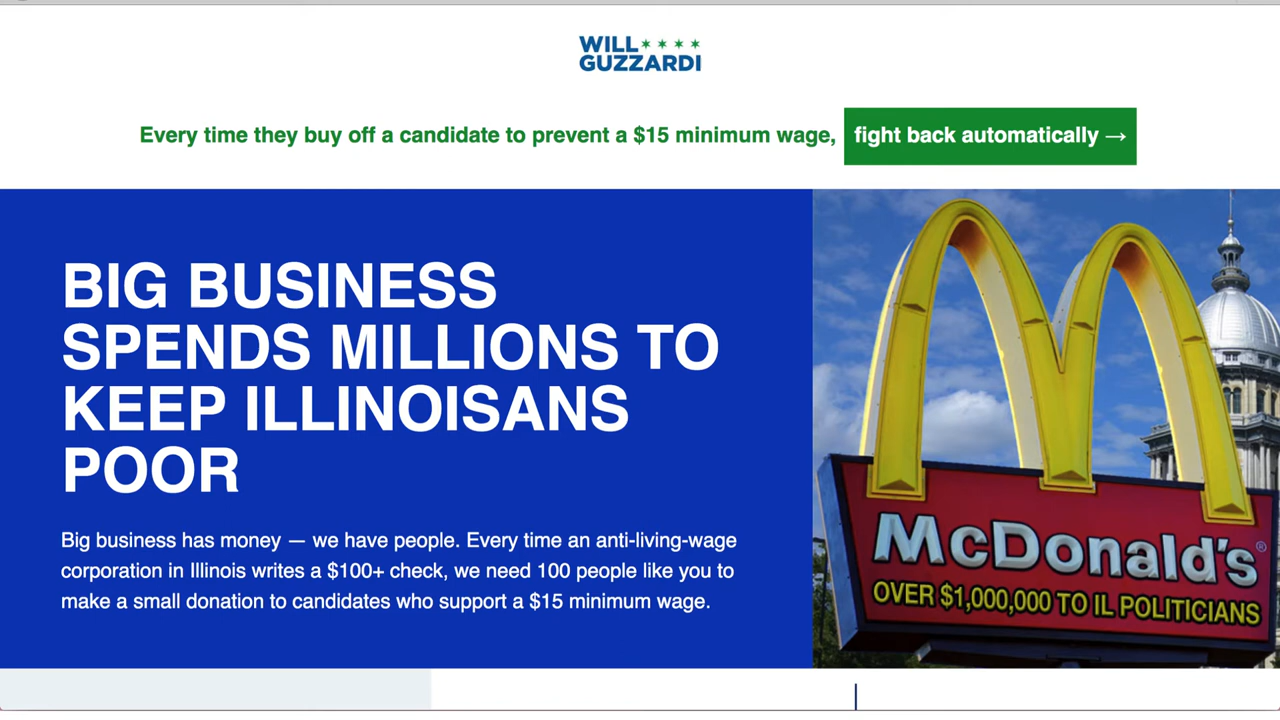 WILL
GUZZARDI
Every time they buy off a candidate to prevent a $15 minimum wage, fight back automatically →
BIG BUSINESS
SPENDS MILLIONS TO
KEEP ILLINOISANS
POOR
Big business has money — we have people. Every time an anti-living-wage
corporation in Illinois writes a $100+ check, we need 100 people like you to
make a small donation to candidates who support a $15 minimum wage.
McDonald's®
OVER $1,000,000 TO IL POLITICIANS